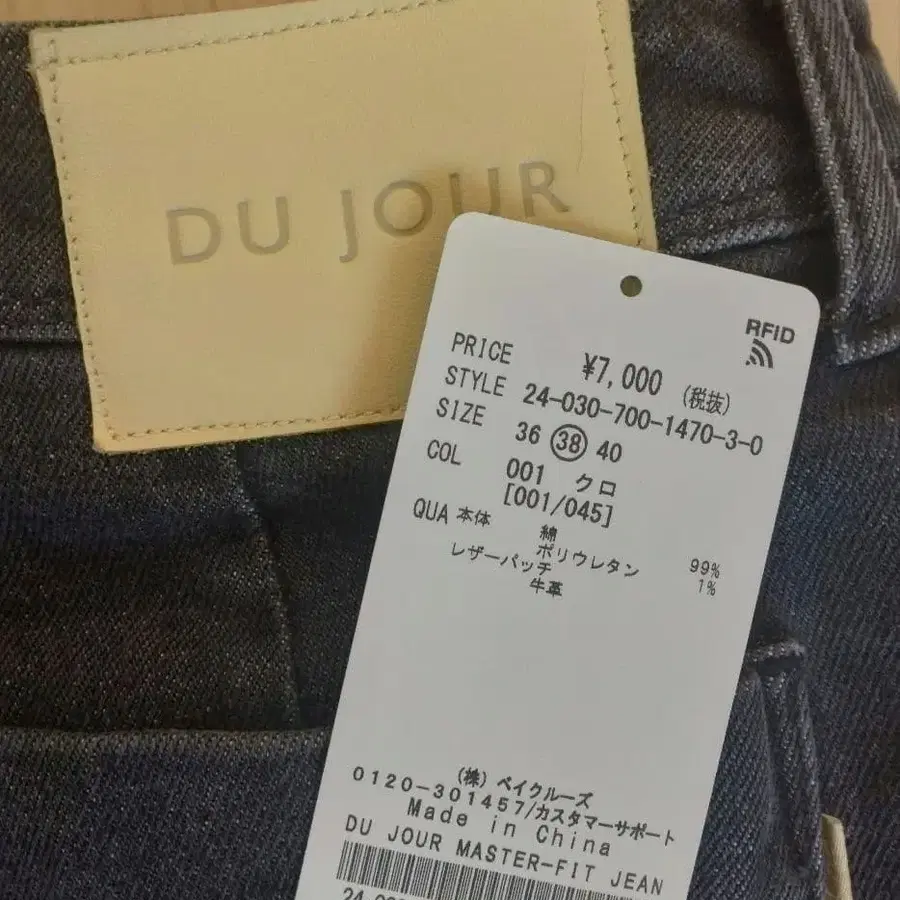 DU JOUR
RFID
PRICE ¥7,000 (税抜)
STYLE 24-030-700-1470-3-0
SIZE 36 38 40
COL 001 クロ
[001/045]
QUA 本体 綿 99%
ポリウレタン 1%
レザーパッチ
牛革
(株) ベイクルーズ
0120-301457/カスタマーサポート
Made in China
DU JOUR MASTER-FIT JEAN